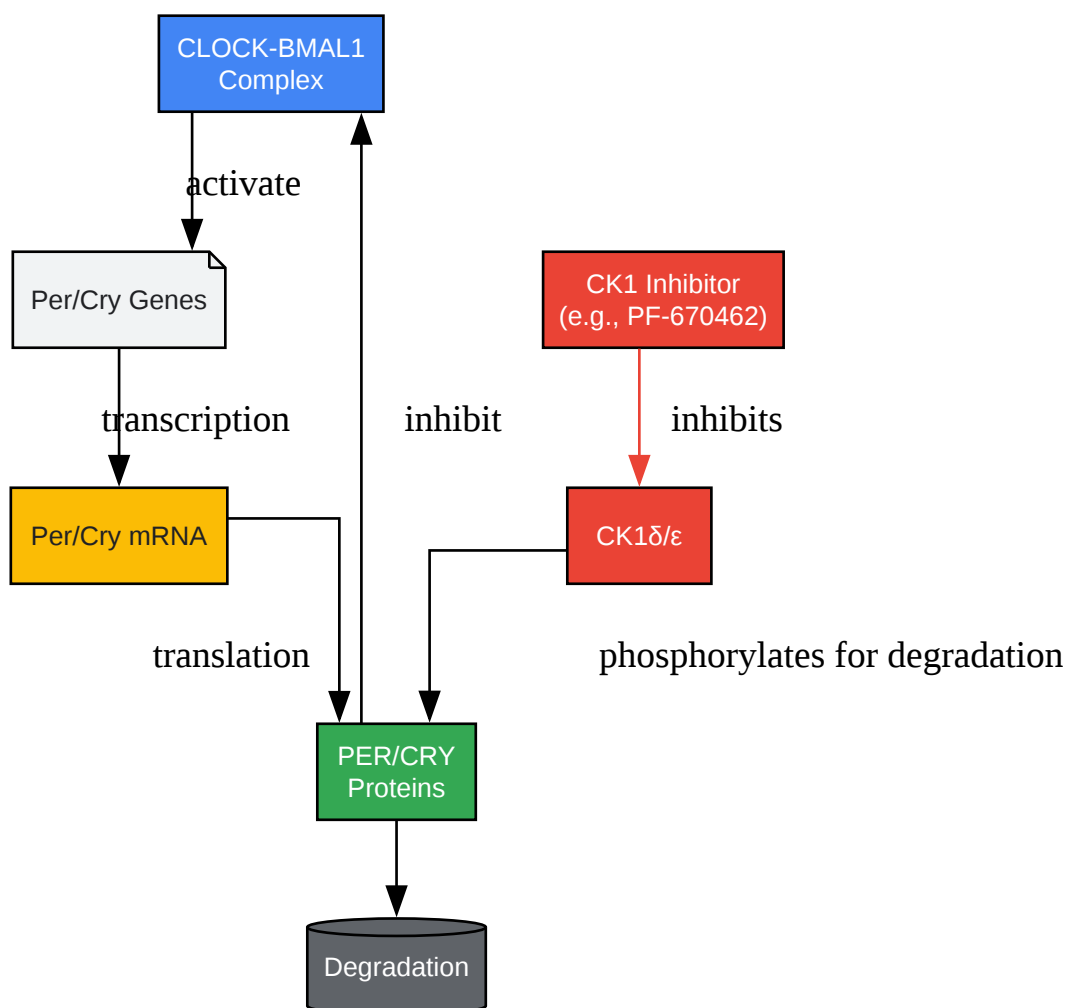 CLOCK-BMAL1
Complex
activate
Per/Cry Genes
CK1 Inhibitor
(e.g., PF-670462)
transcription
inhibit
inhibits
Per/Cry mRNA
CK1δ/ε
translation
phosphorylates for degradation
PER/CRY
Proteins
Degradation